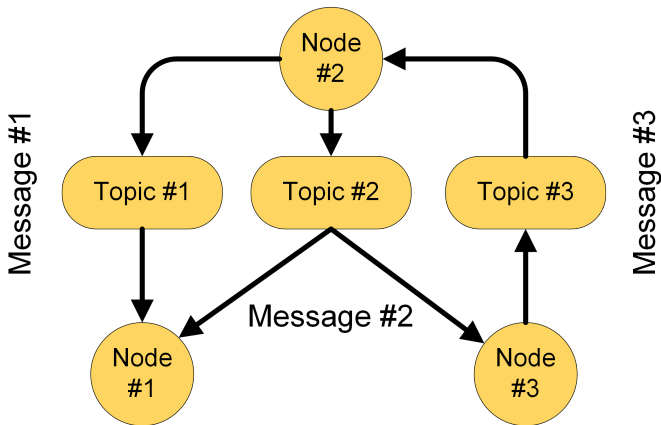 Node
#2
Message #1
Topic #1
Topic #2
Topic #3
Message #3
Message #2
Node
#1
Node
#3